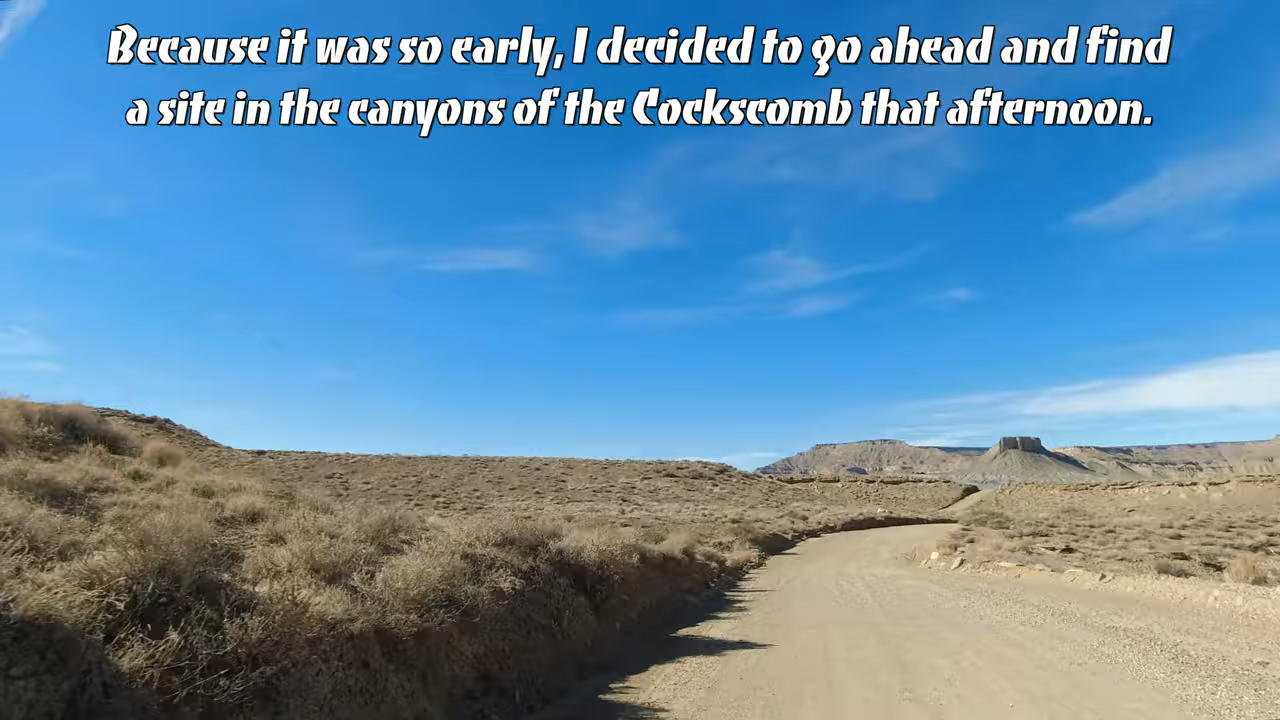 Because it was so early, I decided to go ahead and find
a site in the canyons of the Cockscomb that afternoon.